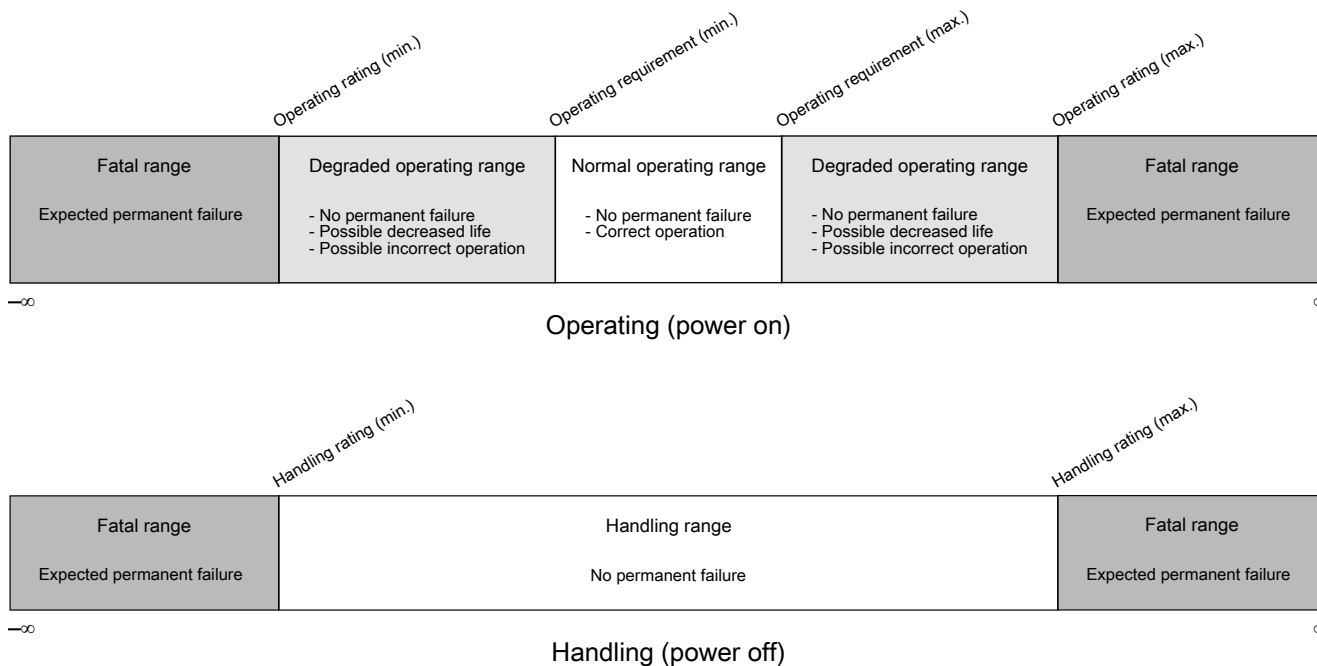 Operating rating (min.)
Operating requirement (min.)
Operating requirement (max.)
Operating rating (max.)
Fatal range
Degraded operating range
Normal operating range
Degraded operating range
Fatal range
Expected permanent failure
- No permanent failure
- Possible decreased life
- Possible incorrect operation
- No permanent failure
- Correct operation
- No permanent failure
- Possible decreased life
- Possible incorrect operation
Expected permanent failure
–∞
Operating (power on)
Handling rating (min.)
Handling rating (max.)
Fatal range
Handling range
Fatal range
Expected permanent failure
No permanent failure
Expected permanent failure
–∞
Handling (power off)